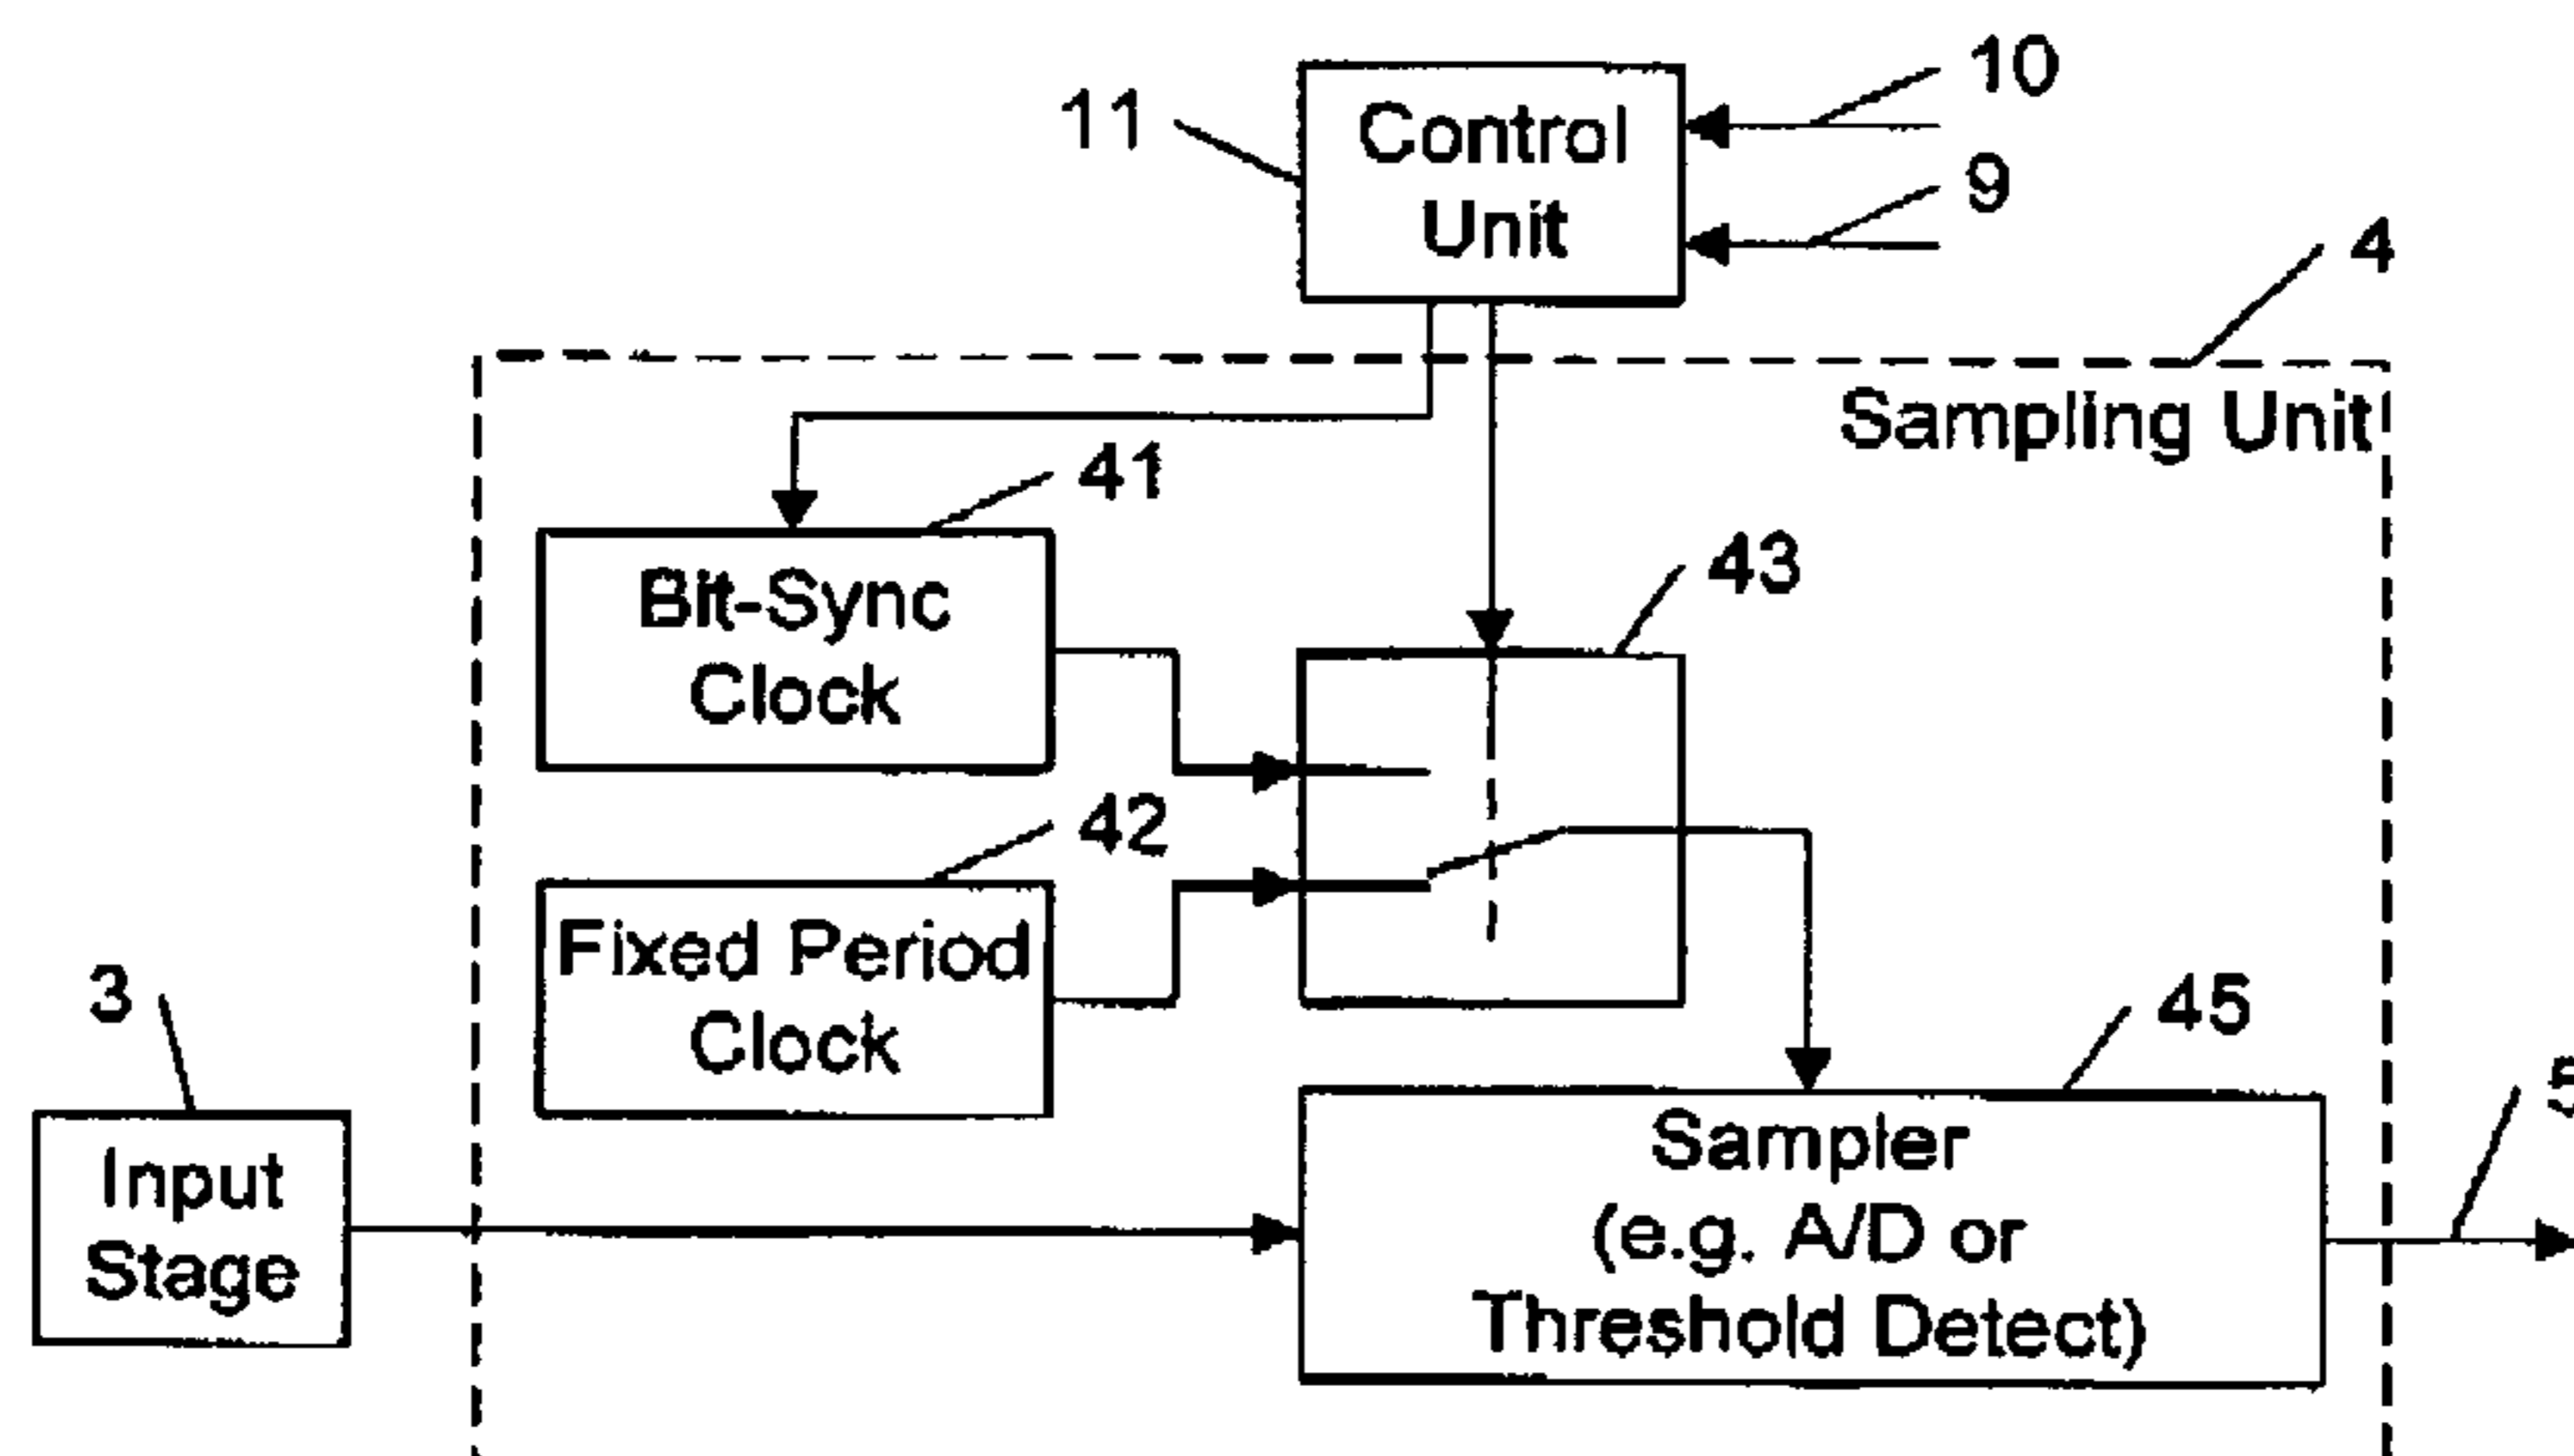 10
11
Control
Unit
9
4
Sampling Unit
41
Bit-Sync
Clock
43
42
Fixed Period
Clock
3
45
5
Input
Stage
Sampler
(e.g. A/D or
Threshold Detect)